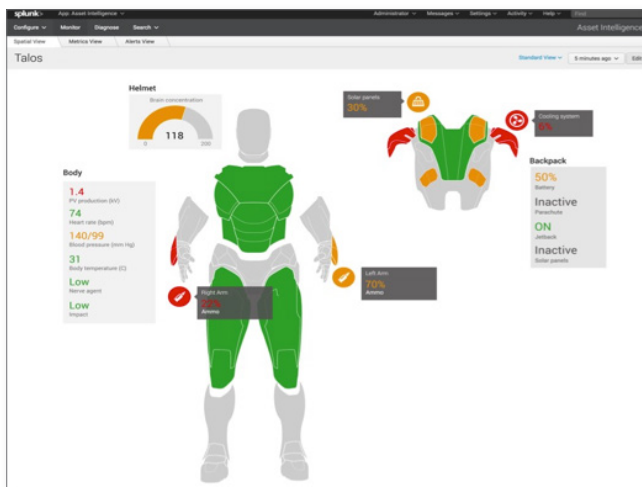 splunk> App: Asset Intelligence Administrator Messages Settings Activity Help Find
Configure Monitor Diagnose Search Asset Intelligence
Spatial View Metrics View Alerts View
Talos
Standard View 5 minutes ago Edit
Helmet
Strain concentration
118
0 200
Solar panels
30%
Cooling system
6%
Body
1.4
PV production (kV)
74
Heart rate (bpm)
140/99
Blood pressure (mm Hg)
31
Body temperature (C)
Low
Nerve agent
Low
Impact
Backpack
50%
Battery
Inactive
Parachute
ON
Jetback
Inactive
Solar panels
Right Arm
Ammo
Left Arm
70%
Ammo